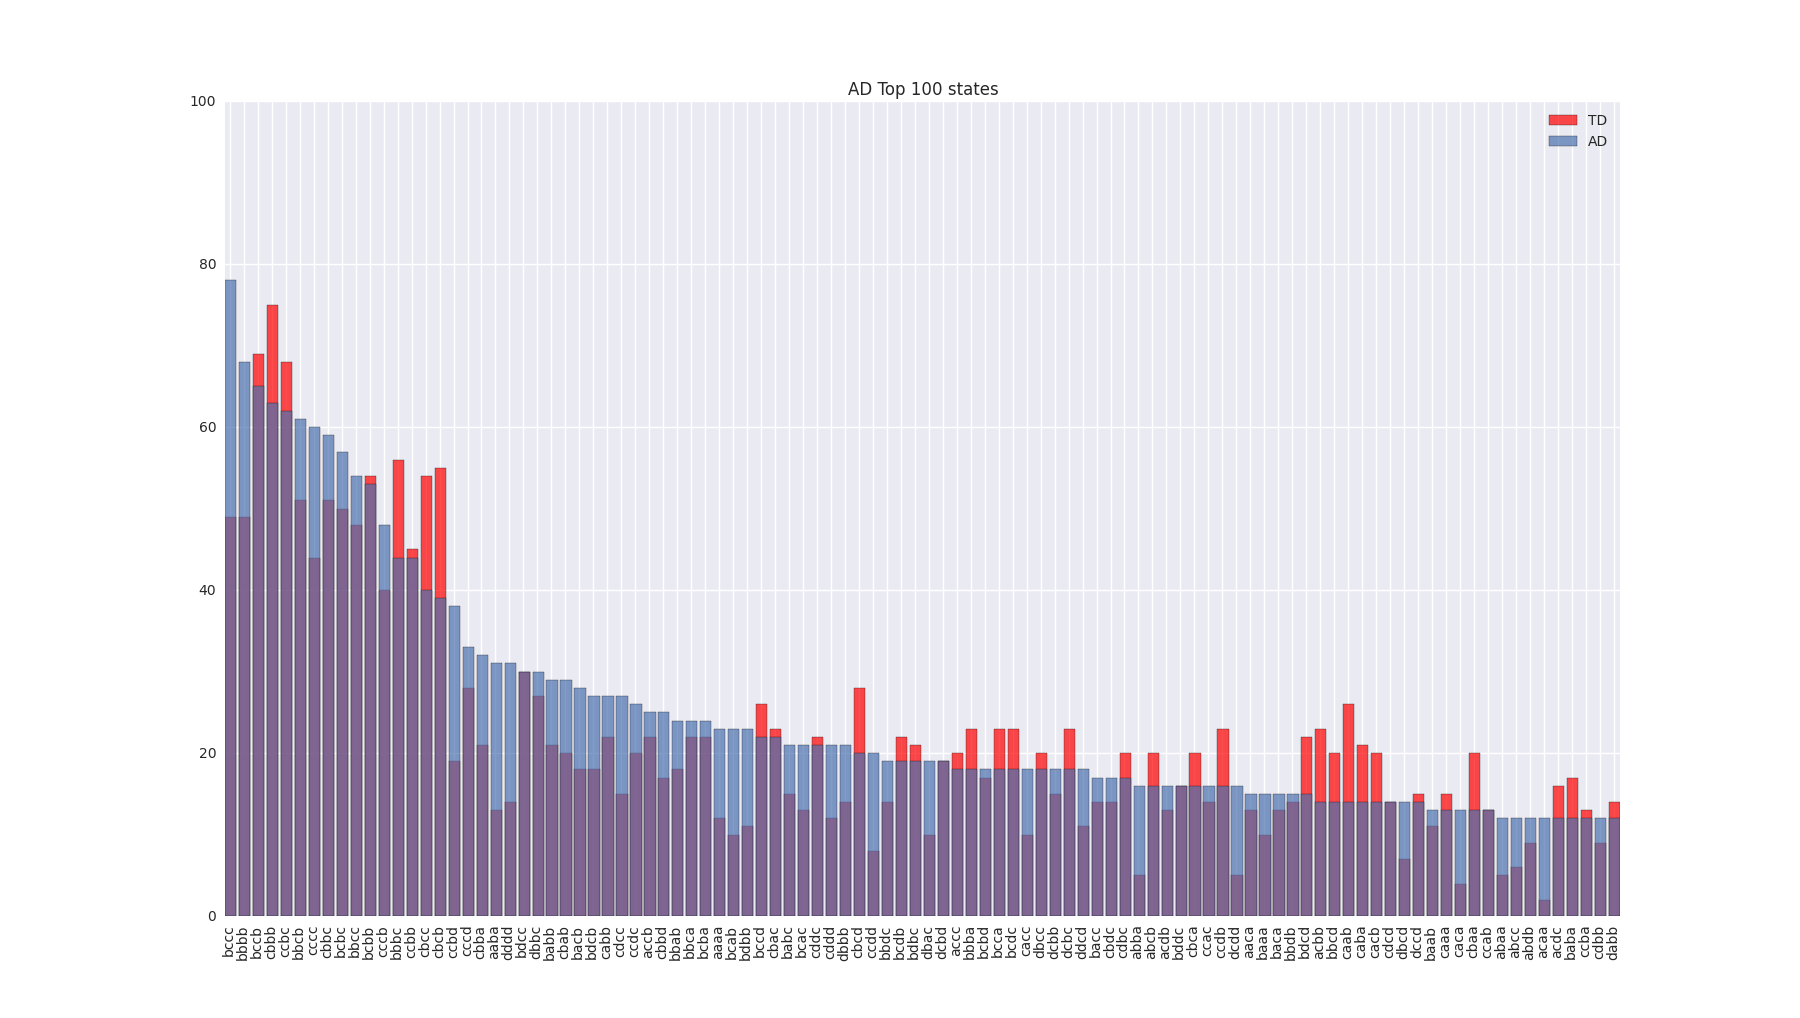 AD Top 100 states
100
80
60
40
20
0
TD
AD
bccc bbbb bccb cbbb ccbc bbcb cccc cbbc bcbc bbcc bcbb cccb bbbc ccbb cbcc cbcb ccbd cccd cbba aaba dddd bdcc dbbc babb cbab bacb bdcb cabb cdcc ccdc accb cbbd bbab bbca bcba aaaa bcab bdbb bccd cbac babc bcac cddc cddd dbbb cbcd ccdd bbdc bcdb bdbc dbac dcbd accc bbba bcbd bcca bcdc cacc dbcc dcbc ddcd bacc cbdc cdbc abba abcb acdb bddc cbca ccac ccdb dcdd aaca baaa baca bbdb bdcd acbb bbcd caab caba cacb cdcd dbcd dccd baab caaa caca cbaa ccab abaa abcc abdb acaa acdc baba ccba cdbb dabb